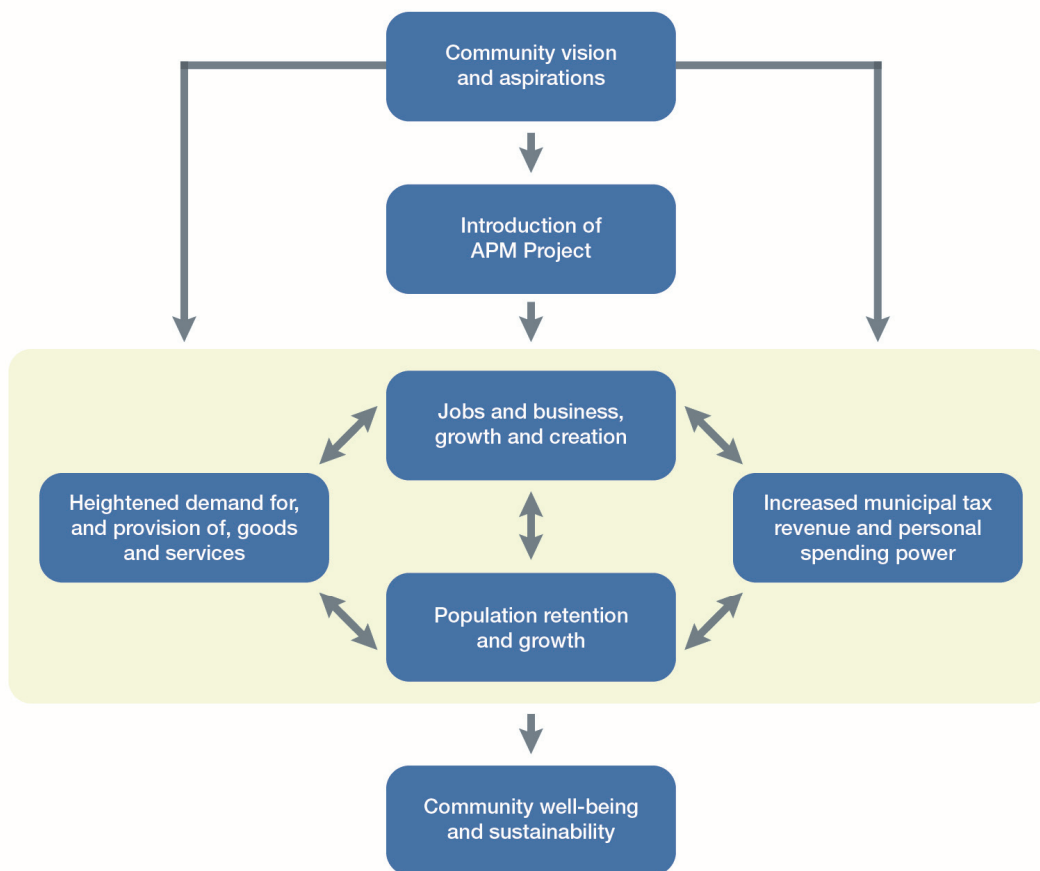 Community vision
and aspirations
Introduction of
APM Project
Jobs and business,
growth and creation
Heightened demand for,
and provision of, goods
and services
Increased municipal tax
revenue and personal
spending power
Population retention
and growth
Community well-being
and sustainability